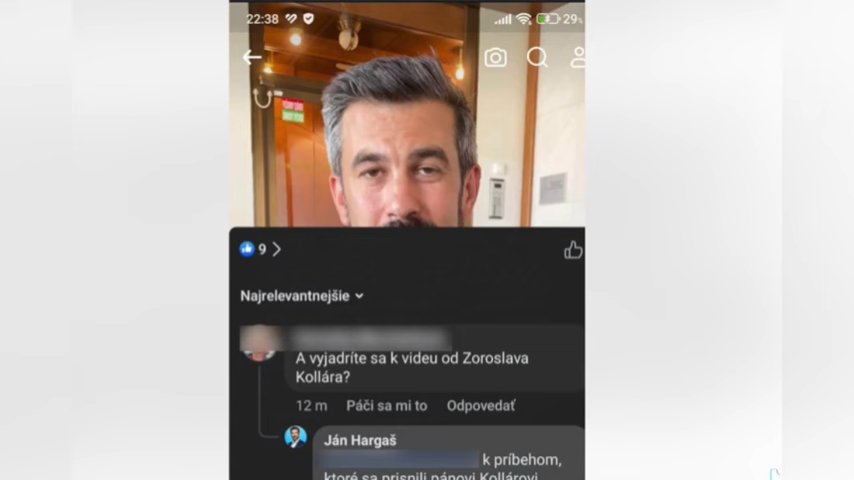 22:38
29%
9
Najrelevantnejšie
A vyjadríte sa k videu od Zoroslava
Kollára?
12 m Páči sa mi to Odpovedať
Ján Hargaš
k príbehom,
ktoré sa prisnili pánovi Kollárovi